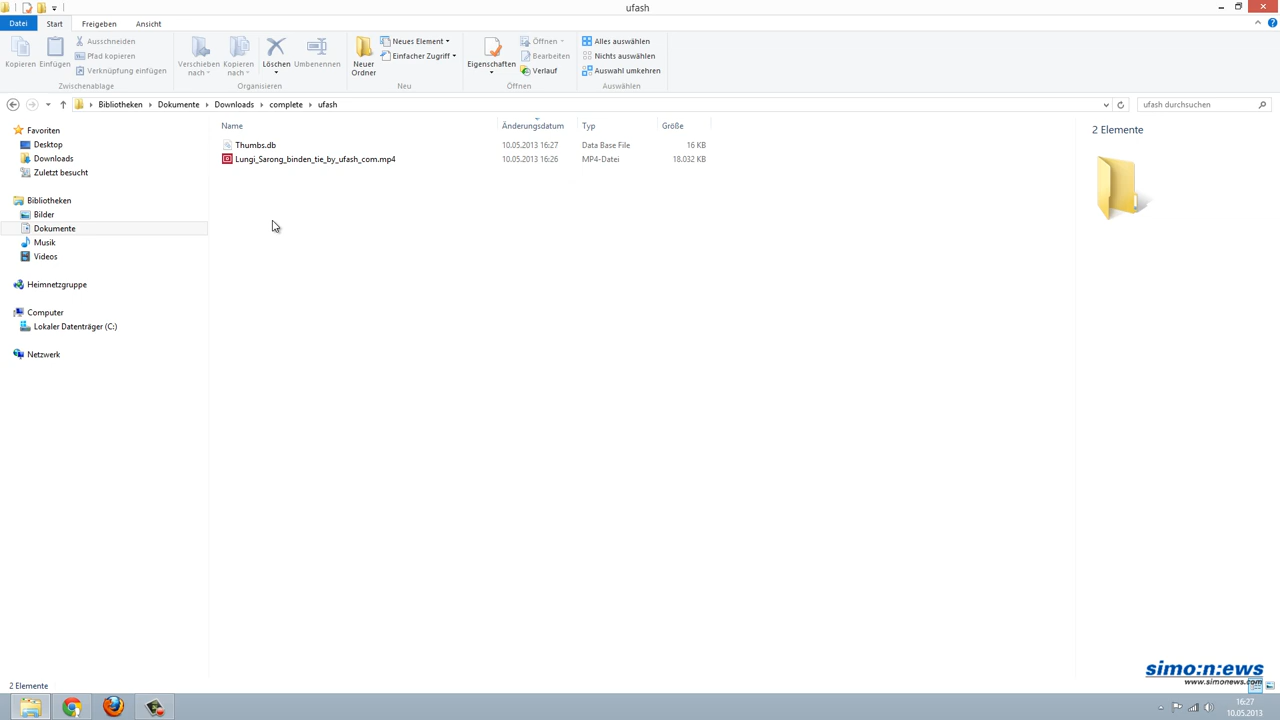 ufash
Datei Start Freigeben Ansicht
Kopieren
Einfügen
Ausschneiden
Pfad kopieren
Verknüpfung einfügen
Zwischenablage
Verschieben nach
Kopieren nach
Löschen
Umbenennen
Organisieren
Neuer Ordner
Neues Element
Einfacher Zugriff
Neu
Eigenschaften
Öffnen
Bearbeiten
Verlauf
Öffnen
Alles auswählen
Nichts auswählen
Auswahl umkehren
Auswählen
Bibliotheken Dokumente Downloads complete ufash
ufash durchsuchen
Favoriten
Desktop
Downloads
Zuletzt besucht
Bibliotheken
Bilder
Dokumente
Musik
Videos
Heimnetzgruppe
Computer
Lokaler Datenträger (C:)
Netzwerk
Name Änderungsdatum Typ Größe
Thumbs.db 10.05.2013 16:27 Data Base File 16 KB
Lungi_Sarong_binden_tie_by_ufash_com.mp4 10.05.2013 16:26 MP4-Datei 18.032 KB
2 Elemente
2 Elemente
simo:n:ews
www.simonews.com
16:27
10.05.2013